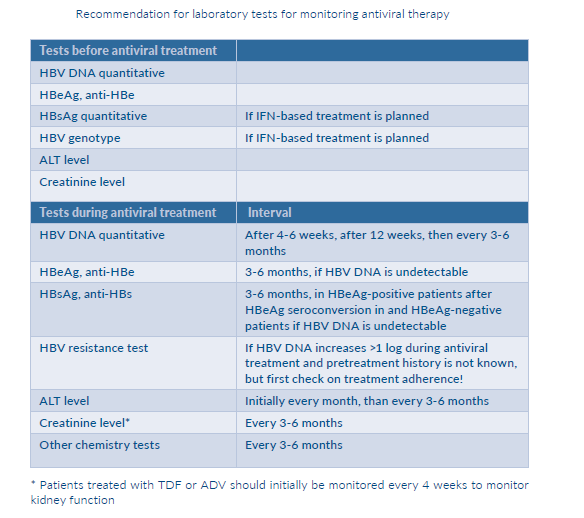 Recommendation for laboratory tests for monitoring antiviral therapy
Tests before antiviral treatment
HBV DNA quantitative
HBeAg, anti-HBe
HBsAg quantitative If IFN-based treatment is planned
HBV genotype If IFN-based treatment is planned
ALT level
Creatinine level
Tests during antiviral treatment Interval
HBV DNA quantitative After 4-6 weeks, after 12 weeks, then every 3-6
months
HBeAg, anti-HBe 3-6 months, if HBV DNA is undetectable
HBsAg, anti-HBs 3-6 months, in HBeAg-positive patients after
HBeAg seroconversion in and HBeAg-negative
patients if HBV DNA is undetectable
HBV resistance test If HBV DNA increases >1 log during antiviral
treatment and pretreatment history is not known,
but first check on treatment adherence!
ALT level Initially every month, than every 3-6 months
Creatinine level* Every 3-6 months
Other chemistry tests Every 3-6 months
* Patients treated with TDF or ADV should initially be monitored every 4 weeks to monitor
kidney function